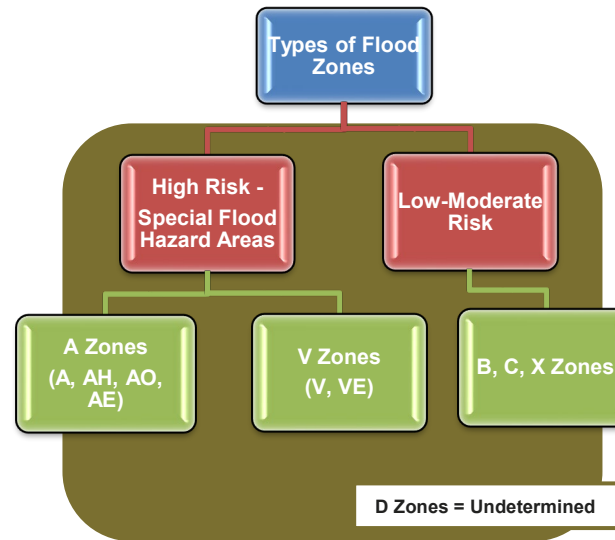 Types of Flood
Zones
High Risk -
Special Flood
Hazard Areas
Low-Moderate
Risk
A Zones
(A, AH, AO,
AE)
V Zones
(V, VE)
B, C, X Zones
D Zones = Undetermined